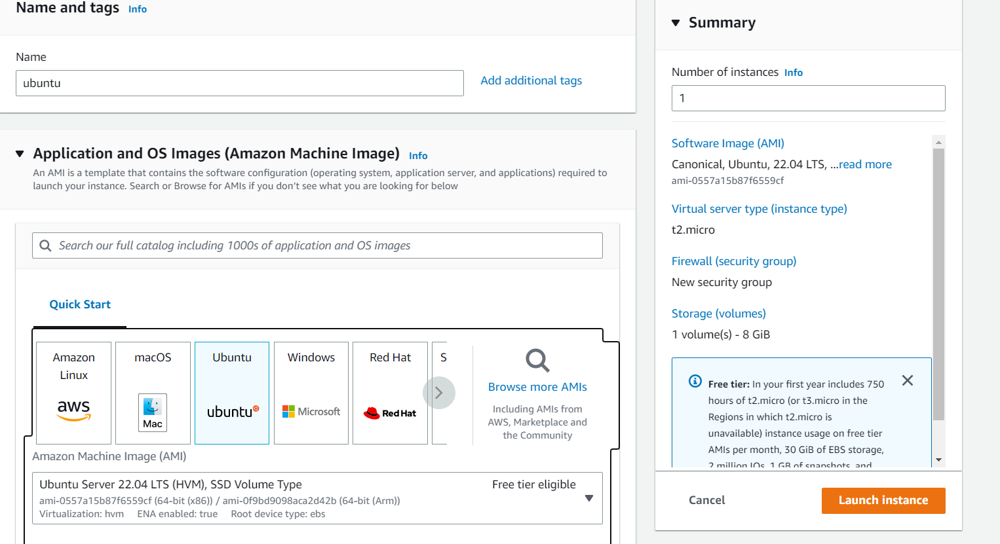 Name and tags Info
Name
ubuntu
Add additional tags
Application and OS Images (Amazon Machine Image) Info
An AMI is a template that contains the software configuration (operating system, application server, and applications) required to
launch your instance. Search or Browse for AMIs if you don't see what you are looking for below
Search our full catalog including 1000s of application and OS images
Quick Start
Amazon
Linux
aws
macOS
Mac
Ubuntu
ubuntu
Windows
Microsoft
Red Hat
Red Hat
S
Browse more AMIs
Including AMIs from
AWS, Marketplace and
the Community
Amazon Machine Image (AMI)
Ubuntu Server 22.04 LTS (HVM), SSD Volume Type
Free tier eligible
ami-0557a15b87f6559cf (64-bit (x86)) / ami-0f9bd9098aca2d42b (64-bit (Arm))
Virtualization: hvm ENA enabled: true Root device type: ebs
Summary
Number of instances Info
1
Software Image (AMI)
Canonical, Ubuntu, 22.04 LTS, ...read more
ami-0557a15b87f6559cf
Virtual server type (instance type)
t2.micro
Firewall (security group)
New security group
Storage (volumes)
1 volume(s) - 8 GiB
Free tier: In your first year includes 750
hours of t2.micro (or t3.micro in the
Regions in which t2.micro is
unavailable) instance usage on free tier
AMIs per month, 30 GiB of EBS storage,
2 million IOs, 1 GB of snapshots, and
Cancel
Launch instance